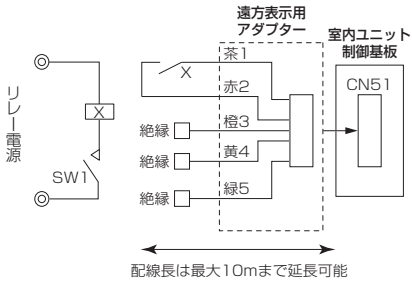 遠方表示用
アダプター
室内ユニット
制御基板
CN51
茶1
X
赤2
リレー電源
X
絶縁
橙3
絶縁
黄4
SW1
絶縁
緑5
配線長は最大10mまで延長可能